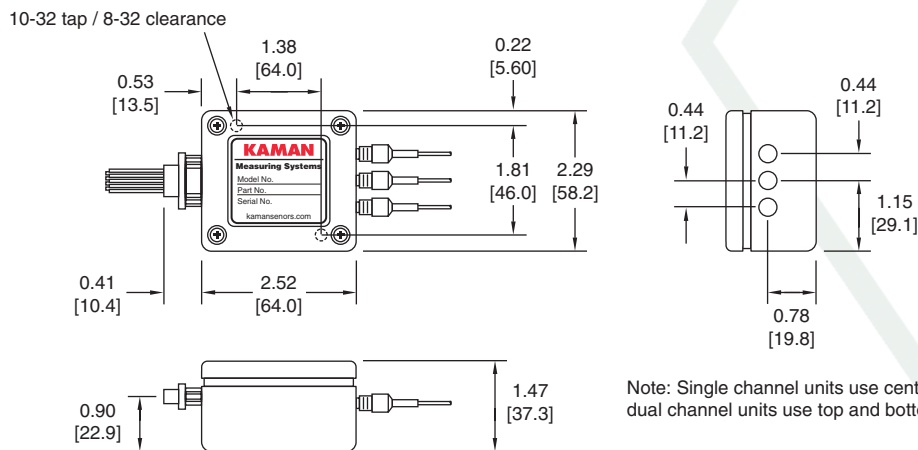 10-32 tap / 8-32 clearance
1.38
[64.0]
0.53
[13.5]
0.22
[5.60]
KAMAN
Measuring Systems
Model No.
Part No.
Serial No.
kamansenors.com
1.81
[46.0]
2.29
[58.2]
0.41
[10.4]
2.52
[64.0]
0.44
[11.2]
0.44
[11.2]
1.15
[29.1]
0.78
[19.8]
0.90
[22.9]
1.47
[37.3]
Note: Single channel units use cent
dual channel units use top and botto